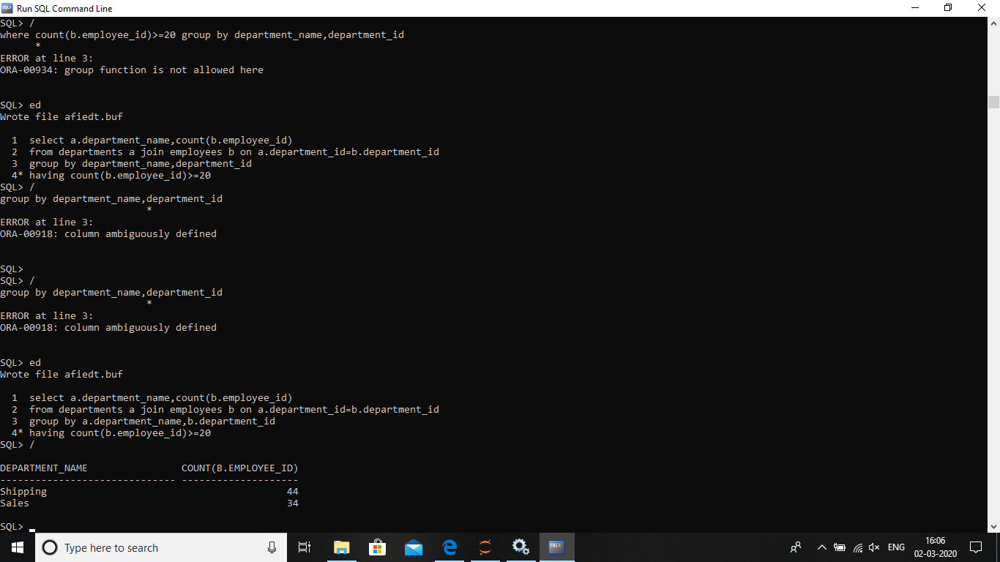 Run SQL Command Line
SQL> /
where count(b.employee_id)>=20 group by department_name,department_id
      *
ERROR at line 3:
ORA-00934: group function is not allowed here
SQL> ed
Wrote file afiedt.buf
  1  select a.department_name,count(b.employee_id)
  2  from departments a join employees b on a.department_id=b.department_id
  3  group by department_name,department_id
  4* having count(b.employee_id)>=20
SQL> /
group by department_name,department_id
                         *
ERROR at line 3:
ORA-00918: column ambiguously defined
SQL>
SQL> /
group by department_name,department_id
                         *
ERROR at line 3:
ORA-00918: column ambiguously defined
SQL> ed
Wrote file afiedt.buf
  1  select a.department_name,count(b.employee_id)
  2  from departments a join employees b on a.department_id=b.department_id
  3  group by a.department_name,b.department_id
  4* having count(b.employee_id)>=20
SQL> /
DEPARTMENT_NAME                COUNT(B.EMPLOYEE_ID)
------------------------------ --------------------
Shipping                                         44
Sales                                            34
SQL>
Type here to search
ENG
16:06
02-03-2020